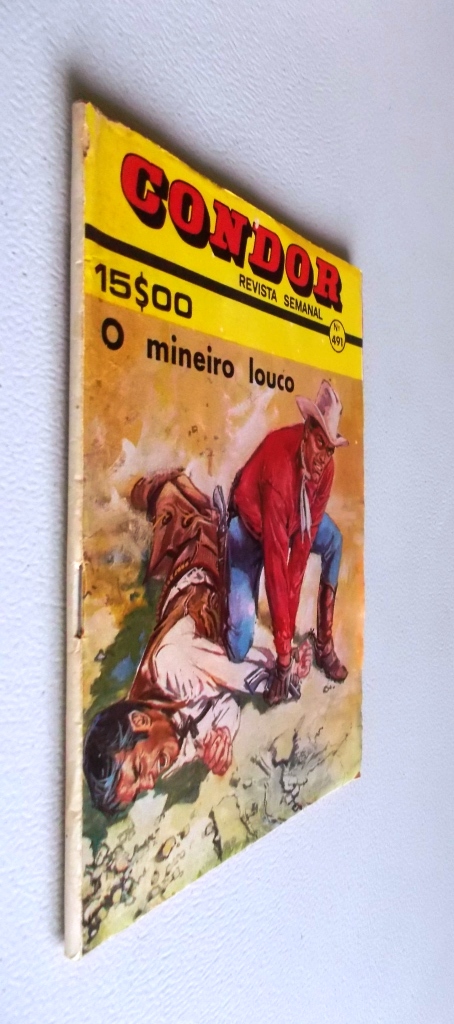 CONDOR
REVISTA SEMANAL
15$00
Nº
491
O mineiro louco